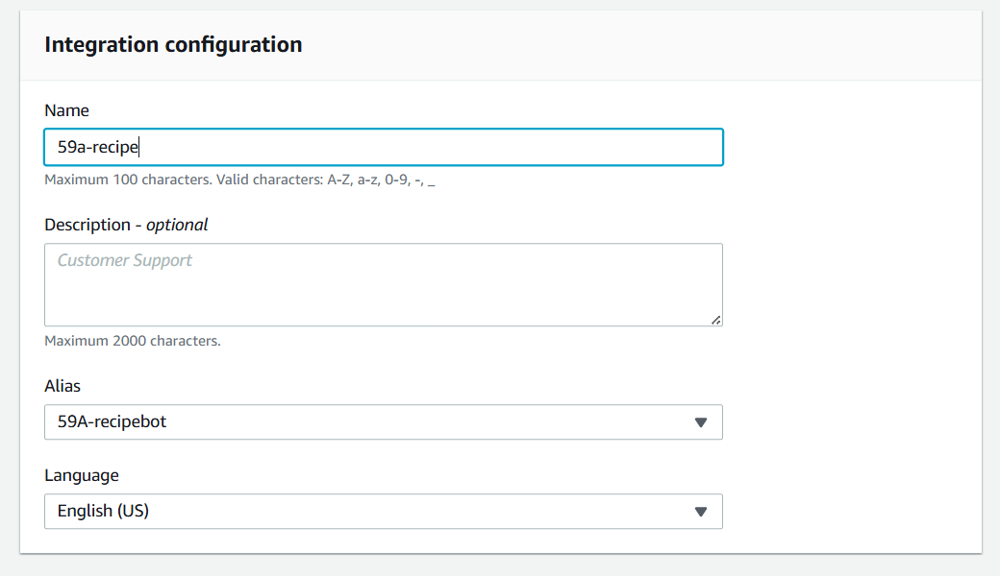 Integration configuration
Name
59a-recipe
Maximum 100 characters. Valid characters: A-Z, a-z, 0-9, -, _
Description - optional
Customer Support
Maximum 2000 characters.
Alias
59A-recipebot
Language
English (US)